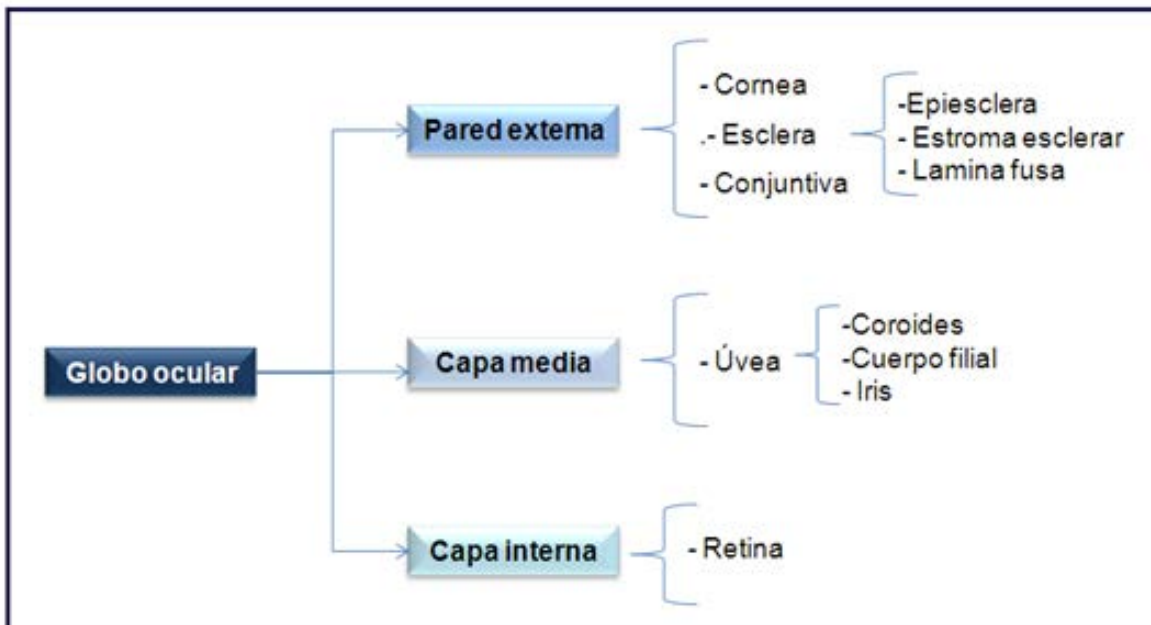 Globo ocular
Pared externa
- Cornea
.- Esclera
- Conjuntiva
-Epiesclera
- Estroma esclerar
- Lamina fusa
Capa media
- Úvea
-Coroides
-Cuerpo filial
- Iris
Capa interna
- Retina